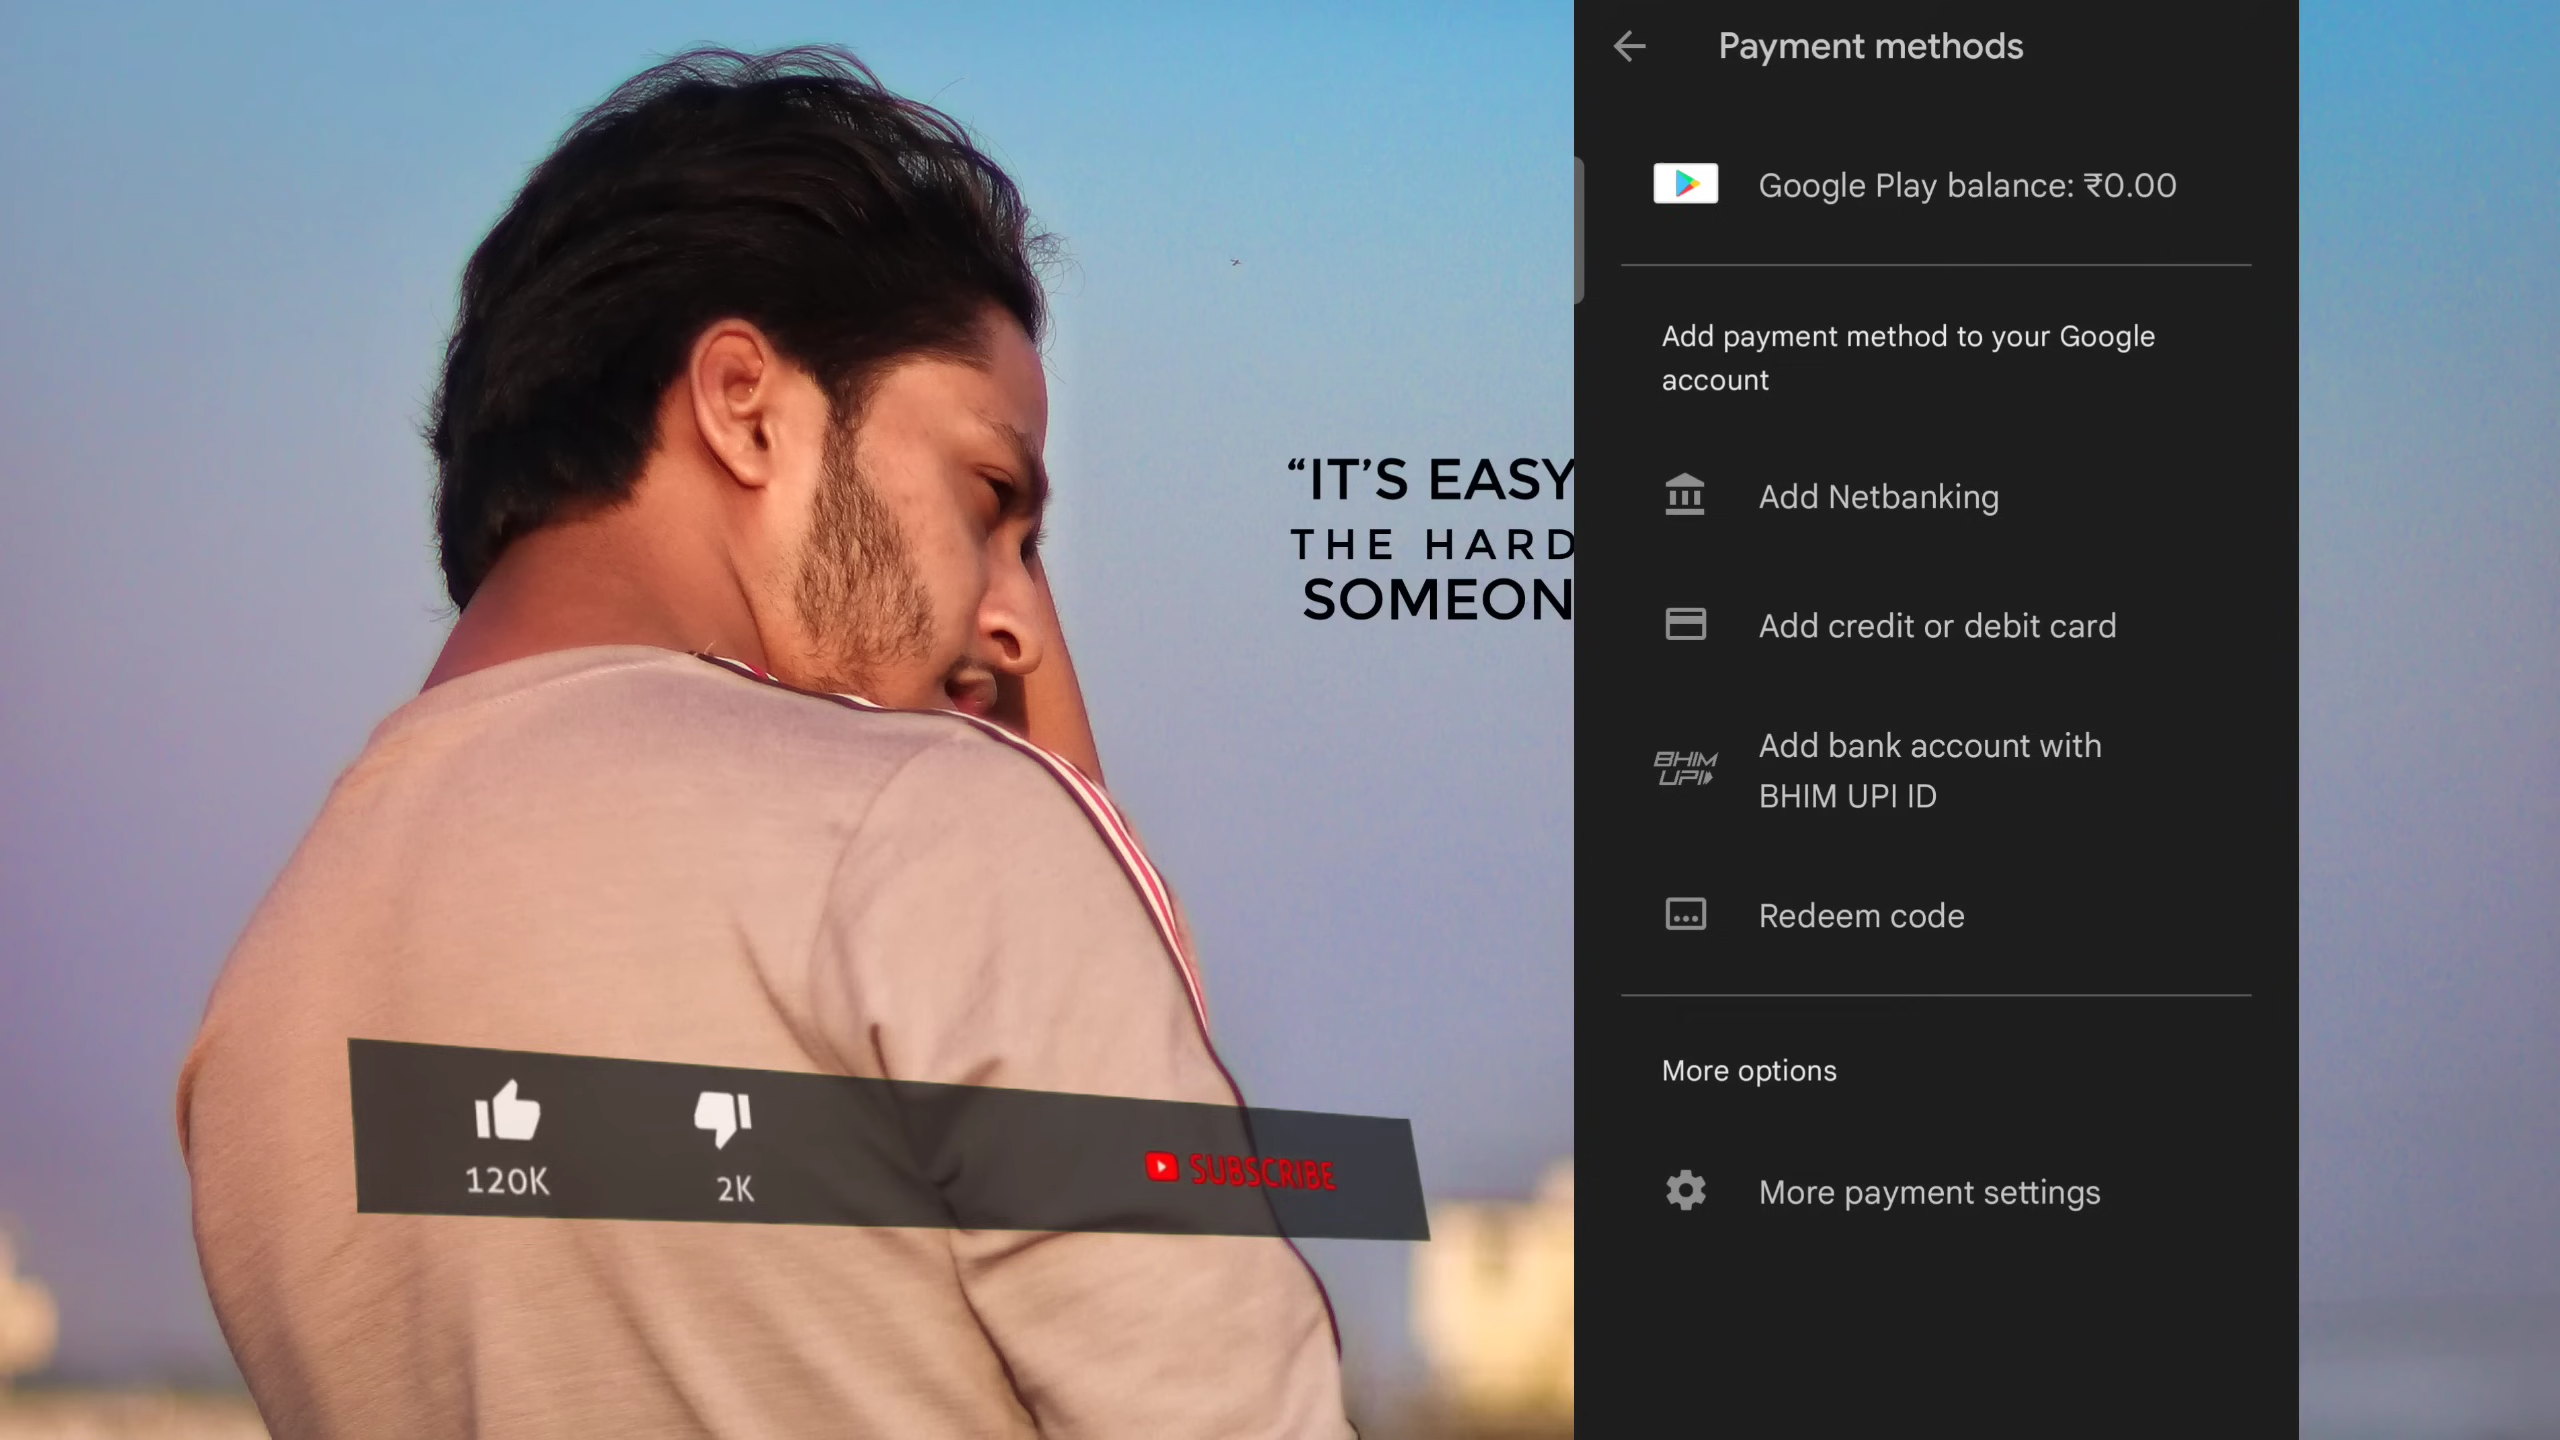 “IT’S EASY
THE HARD
SOMEON
120K
2K
SUBSCRIBE
Payment methods
Google Play balance: ₹0.00
Add payment method to your Google
account
Add Netbanking
Add credit or debit card
BHIM
UPI
Add bank account with
BHIM UPI ID
Redeem code
More options
More payment settings